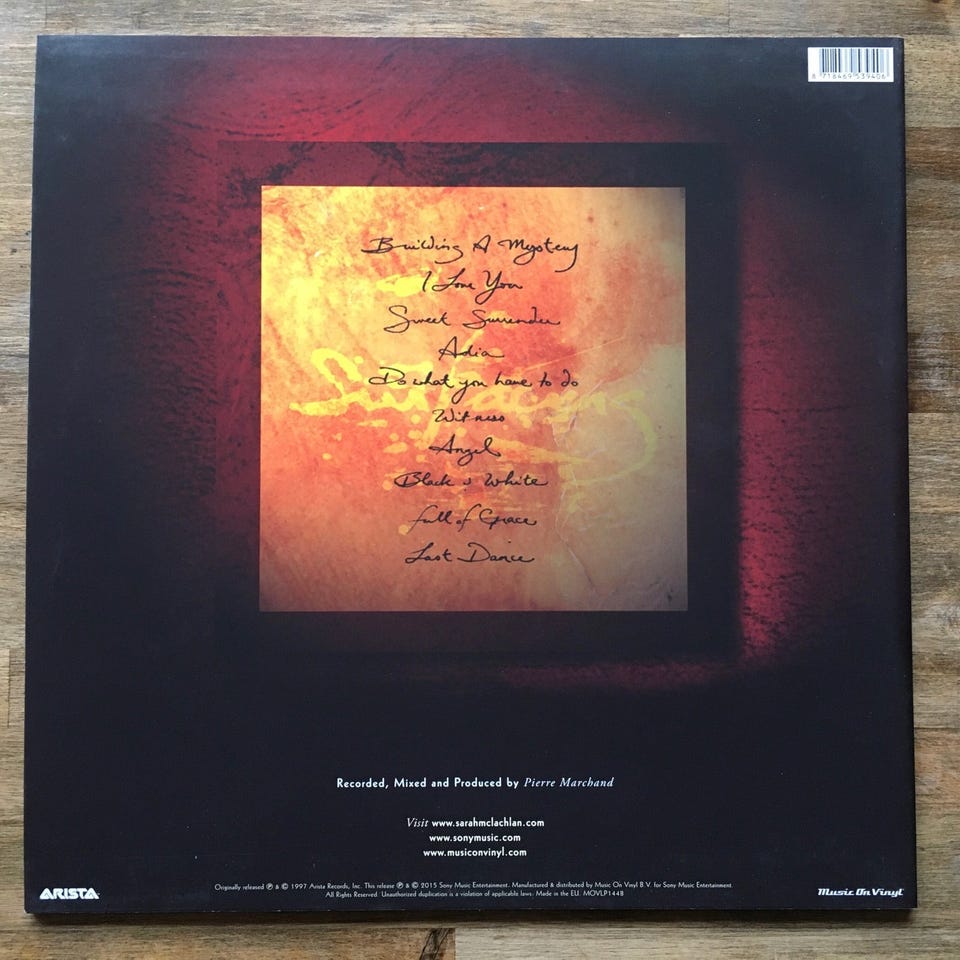 8 718469 539406
Building A Mystery
I Love You
Sweet Surrender
Adia
Do what you have to do
Witness
Angel
Black & White
full of Grace
Last Dance
Surfacing
Recorded, Mixed and Produced by Pierre Marchand
Visit www.sarahmclachlan.com
www.sonymusic.com
www.musiconvinyl.com
Originally released ℗ & © 1997 Arista Records, Inc. This release ℗ & © 2015 Sony Music Entertainment. Manufactured & distributed by Music On Vinyl B.V. for Sony Music Entertainment.
All Rights Reserved. Unauthorized duplication is a violation of applicable laws. Made in the EU. MOVLP1448
ARISTA
Music On Vinyl